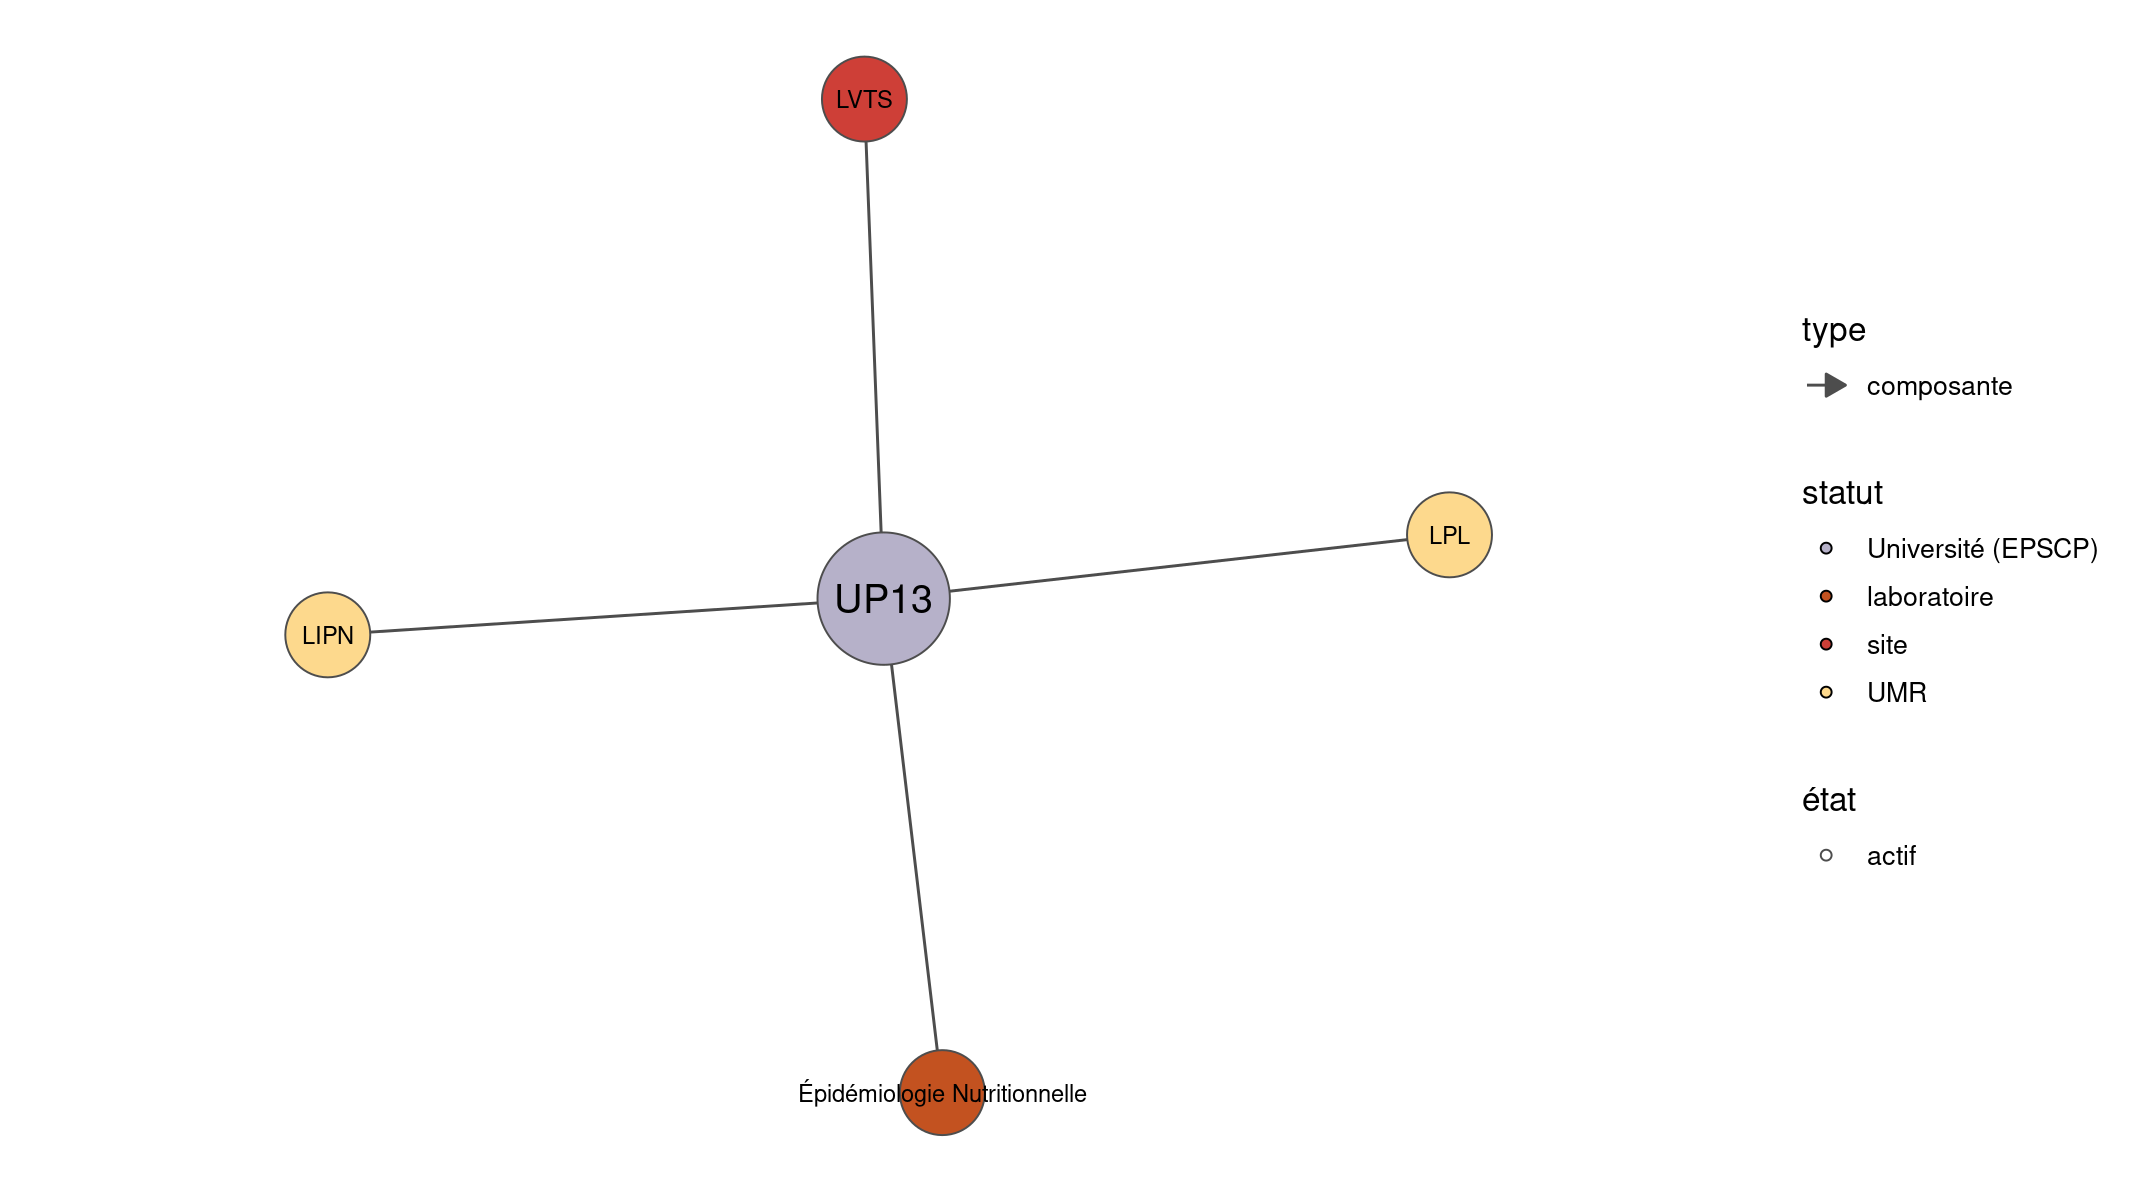 LVTS
LPL
UP13
LIPN
Épidémiologie Nutritionnelle
type
composante
statut
Université (EPSCP)
laboratoire
site
UMR
état
actif